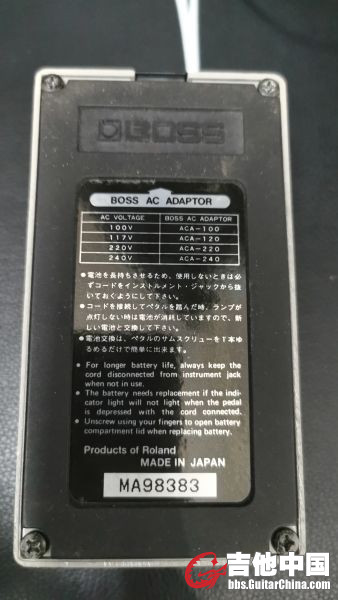 BOSS
BOSS AC ADAPTOR
AC VOLTAGE BOSS AC ADAPTOR
100V ACA-100
117V ACA-120
220V ACA-220
240V ACA-240
●電池を長持ちさせるため、使用しないときは必
ずコードをインストルメント・ジャックから抜
いておくようにして下さい。
●コードを接続してペタルを踏んだ時、ランプが
点灯しない時は電池が消耗していますので、新
しい電池と交換して下さい。
●電池交換は、ペタルのサムスクリューを1本ゆ
るめるだけで簡単に出来ます。
● For longer battery life, always keep the
cord disconnected from instrument jack
when not in use.
● The battery needs replacement if the indi-
cator light will not light when the pedal
is depressed with the cord connected.
● Unscrew using your fingers to open battery
compartment lid when replacing battery.
Products of Roland
MADE IN JAPAN
MA98383
吉他中国
bbs.GuitarChina.com